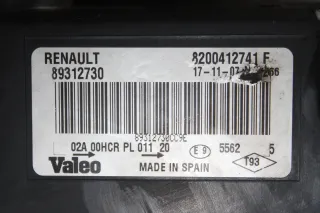 RENAULT 8200412741 F
89312730 17-11-07
89312730CC9E
02A 00HCR PL 011 20 E9 5562 5
Valeo MADE IN SPAIN T93